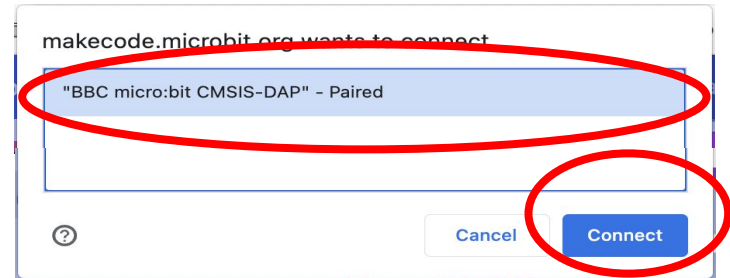 makecode.microbit.org wants to connect
"BBC micro:bit CMSIS-DAP" - Paired
Cancel
Connect